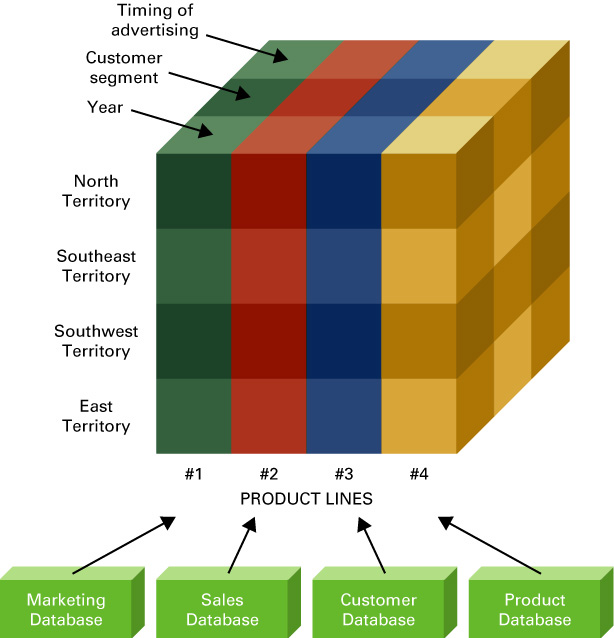 Timing of
advertising
Customer
segment
Year
North
Territory
Southeast
Territory
Southwest
Territory
East
Territory
#1 #2 #3 #4
PRODUCT LINES
Marketing
Database
Sales
Database
Customer
Database
Product
Database